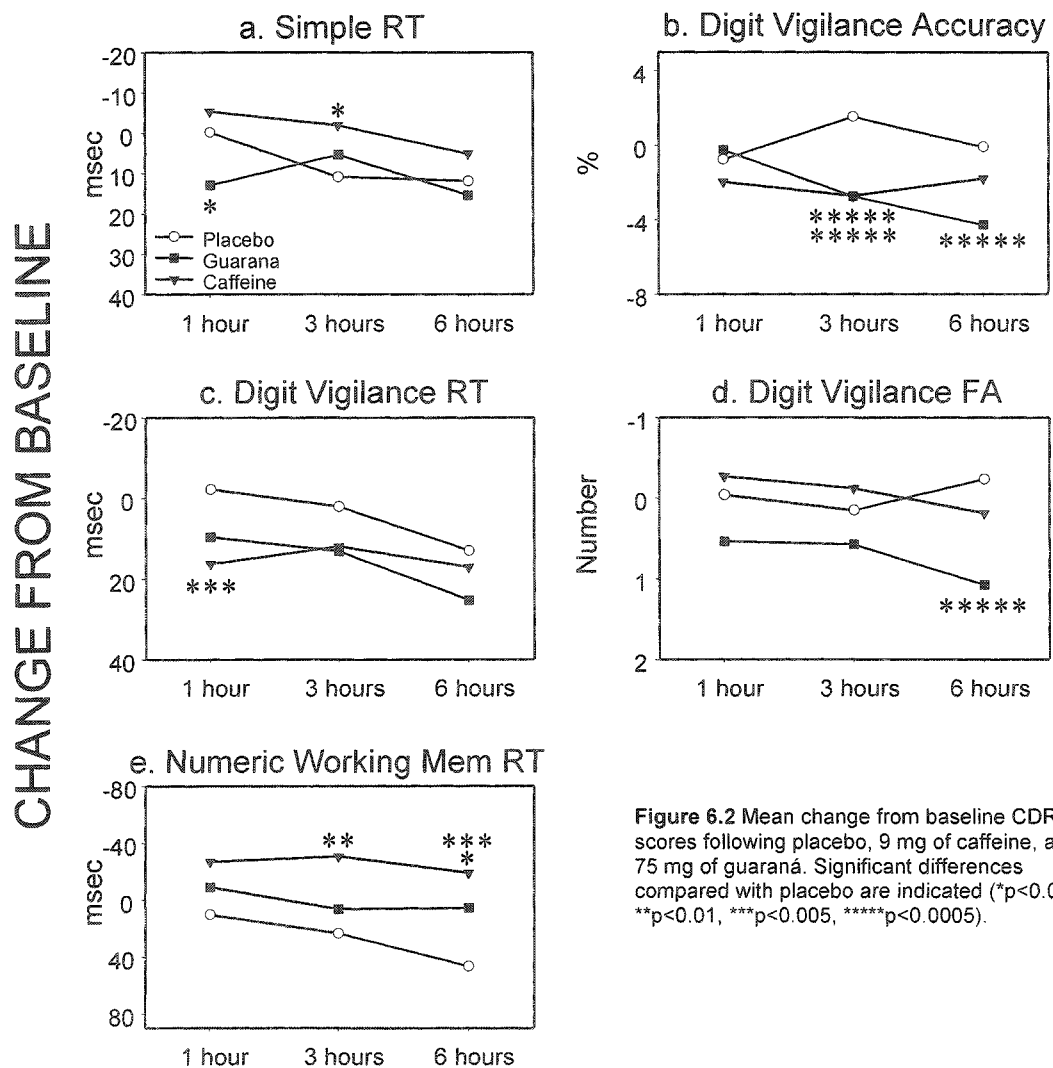 CHANGE FROM BASELINE
a. Simple RT
-20
-10
0
10
20
30
40
msec
*
*
Placebo
Guarana
Caffeine
1 hour 3 hours 6 hours
b. Digit Vigilance Accuracy
4
0
-4
-8
%
*****
*****
*****
1 hour 3 hours 6 hours
c. Digit Vigilance RT
-20
0
20
40
msec
***
1 hour 3 hours 6 hours
d. Digit Vigilance FA
-1
0
1
2
Number
*****
1 hour 3 hours 6 hours
e. Numeric Working Mem RT
-80
-40
0
40
80
msec
**
***
*
1 hour 3 hours 6 hours
Figure 6.2 Mean change from baseline CDR
scores following placebo, 9 mg of caffeine, a
75 mg of guaraná. Significant differences
compared with placebo are indicated (*p<0.0
**p<0.01, ***p<0.005, *****p<0.0005).